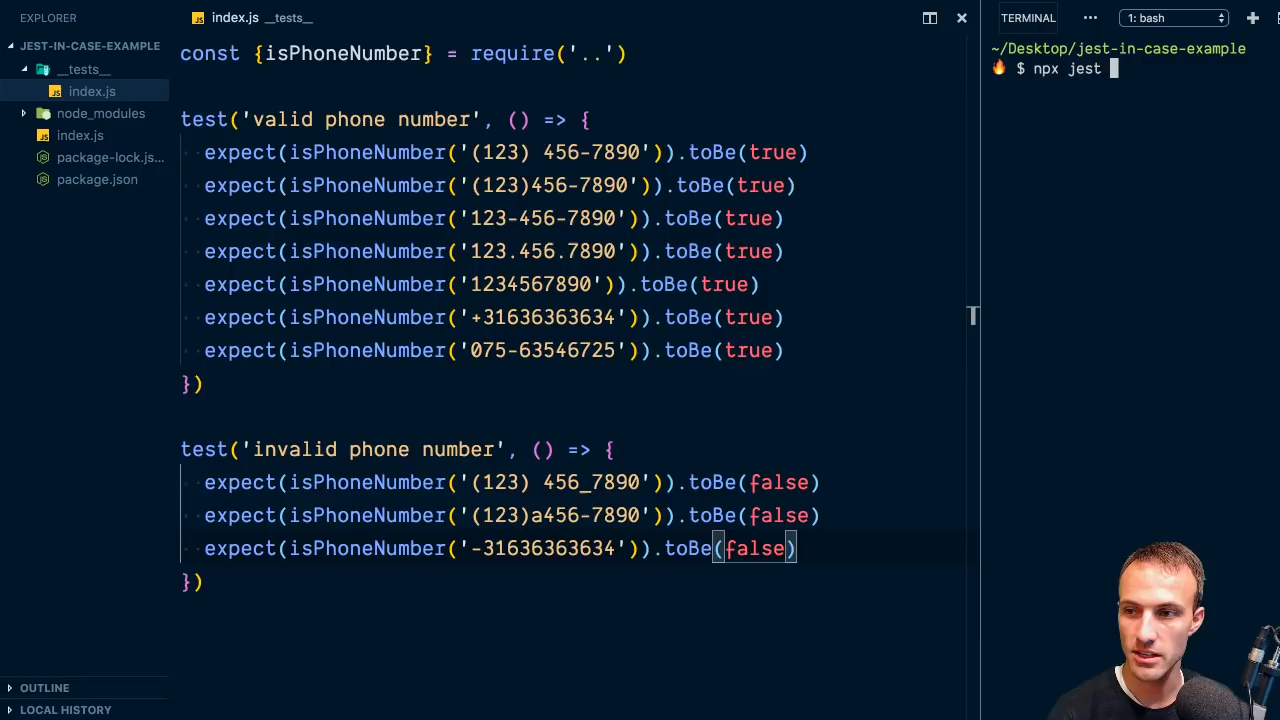 EXPLORER
JEST-IN-CASE-EXAMPLE
__tests__
index.js
node_modules
index.js
package-lock.js...
package.json
OUTLINE
LOCAL HISTORY
JS index.js __tests__
const {isPhoneNumber} = require('..')
test('valid phone number', () => {
expect(isPhoneNumber('(123) 456-7890')).toBe(true)
expect(isPhoneNumber('(123)456-7890')).toBe(true)
expect(isPhoneNumber('123-456-7890')).toBe(true)
expect(isPhoneNumber('123.456.7890')).toBe(true)
expect(isPhoneNumber('1234567890')).toBe(true)
expect(isPhoneNumber('+31636363634')).toBe(true)
expect(isPhoneNumber('075-63546725')).toBe(true)
})
test('invalid phone number', () => {
expect(isPhoneNumber('(123) 456_7890')).toBe(false)
expect(isPhoneNumber('(123)a456-7890')).toBe(false)
expect(isPhoneNumber('-31636363634')).toBe(false)
})
TERMINAL ... 1: bash
~/Desktop/jest-in-case-example
🔥 $ npx jest